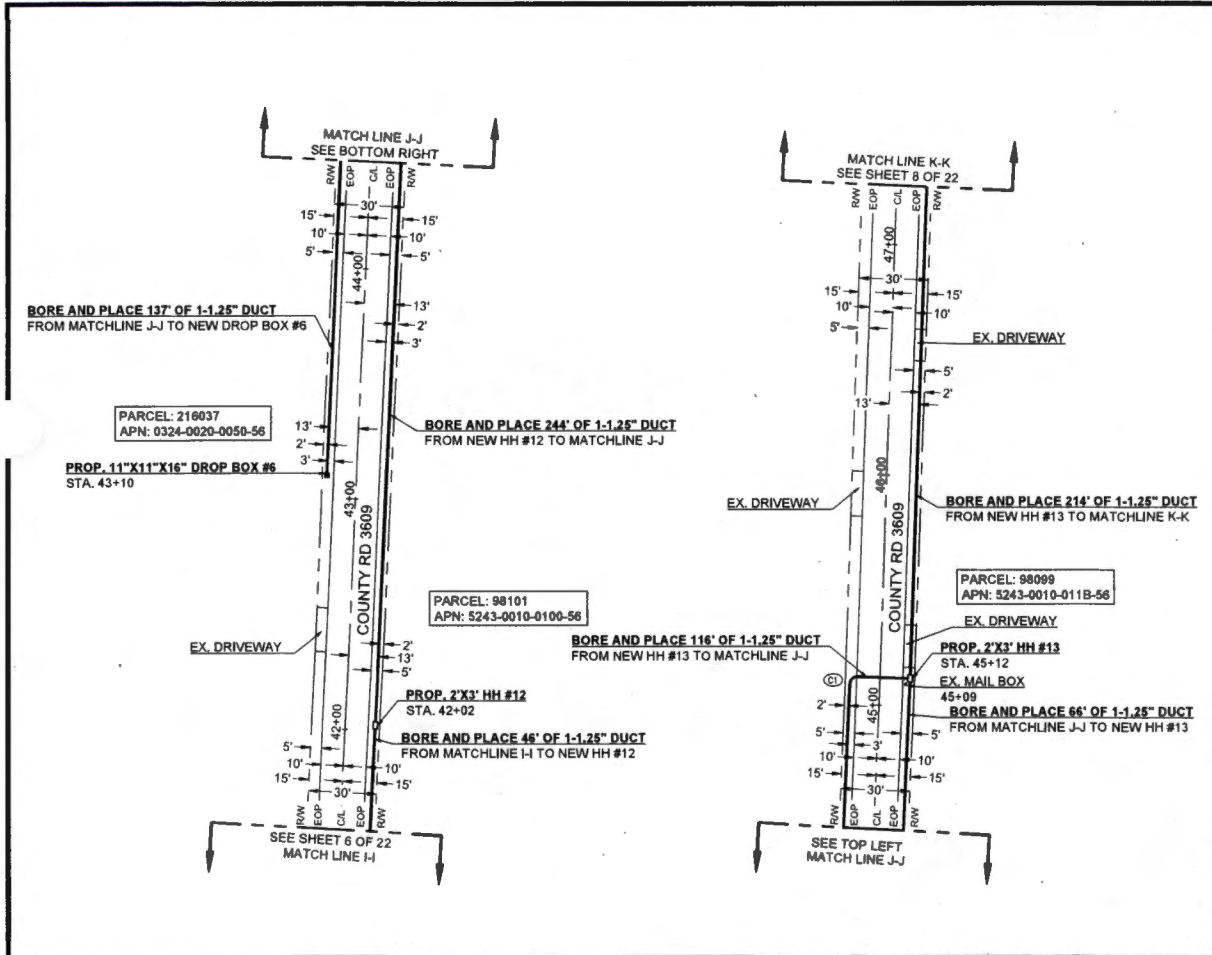 MATCH LINE J-J
SEE BOTTOM RIGHT
R/W
EOP
C/L
EOP
R/W
30'
15'
15'
10'
10'
5'
5'
44+00
13'
2'
3'
BORE AND PLACE 137' OF 1-1.25" DUCT
FROM MATCHLINE J-J TO NEW DROP BOX #6
PARCEL: 216037
APN: 0324-0020-0050-56
13'
2'
3'
BORE AND PLACE 244' OF 1-1.25" DUCT
FROM NEW HH #12 TO MATCHLINE J-J
PROP. 11"X11"X16" DROP BOX #6
STA. 43+10
43+00
COUNTY RD 3609
PARCEL: 98101
APN: 5243-0010-0100-56
EX. DRIVEWAY
2'
13'
5'
PROP. 2'X3' HH #12
STA. 42+02
42+00
BORE AND PLACE 46' OF 1-1.25" DUCT
FROM MATCHLINE I-I TO NEW HH #12
5'
10'
10'
15'
15'
30'
R/W
EOP
C/L
EOP
R/W
SEE SHEET 6 OF 22
MATCH LINE I-I
MATCH LINE K-K
SEE SHEET 8 OF 22
R/W
EOP
C/L
EOP
R/W
47+00
30'
15'
15'
10'
10'
5'
EX. DRIVEWAY
5'
2'
13'
EX. DRIVEWAY
46+00
BORE AND PLACE 214' OF 1-1.25" DUCT
FROM NEW HH #13 TO MATCHLINE K-K
COUNTY RD 3609
PARCEL: 98099
APN: 5243-0010-011B-56
EX. DRIVEWAY
BORE AND PLACE 116' OF 1-1.25" DUCT
FROM NEW HH #13 TO MATCHLINE J-J
PROP. 2'X3' HH #13
STA. 45+12
C1
EX. MAIL BOX
45+09
45+00
2'
BORE AND PLACE 66' OF 1-1.25" DUCT
FROM MATCHLINE J-J TO NEW HH #13
5'
5'
3'
10'
10'
15'
15'
30'
R/W
EOP
C/L
EOP
R/W
SEE TOP LEFT
MATCH LINE J-J